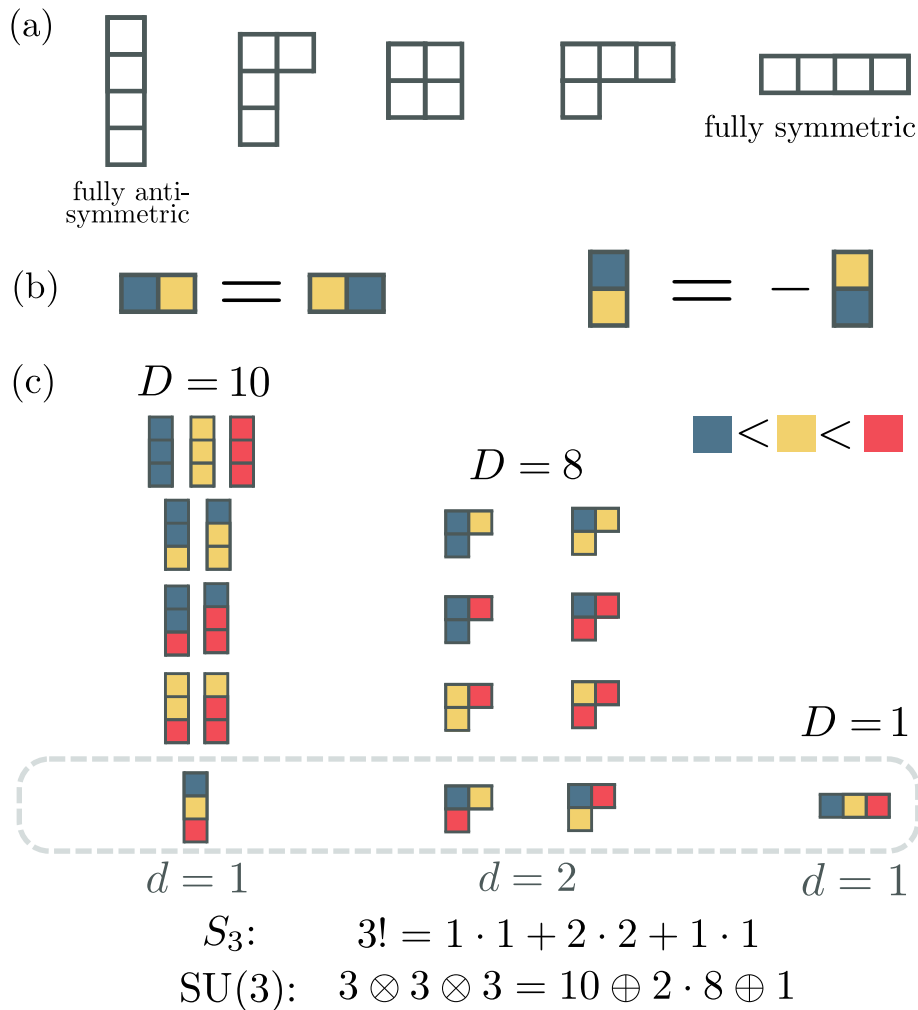 (a)
fully anti-
symmetric
fully symmetric
(b)
= = −
(c)
D = 10
< <
D = 8
D = 1
d = 1
d = 2
d = 1
S₃: 3! = 1 · 1 + 2 · 2 + 1 · 1
SU(3): 3 ⊗ 3 ⊗ 3 = 10 ⊕ 2 · 8 ⊕ 1